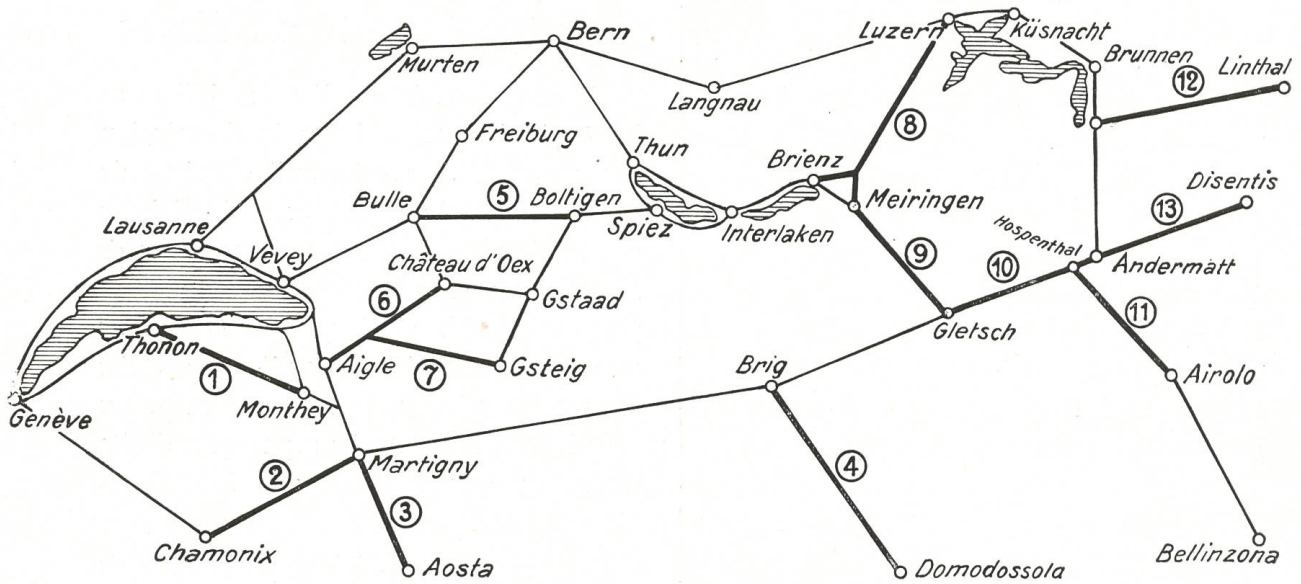 Bern
Luzern
Küsnacht
Murten
Brunnen
Linthal
12
Langnau
8
Freiburg
Thun
Brienz
Disentis
Bulle
5
Boltigen
Meiringen
13
Lausanne
Spiez
Interlaken
Hospenthal
Vevey
9
10
Andermatt
Château d'Oex
6
Gstaad
11
Gletsch
Thonon
Aigle
7
Gsteig
Brig
Airolo
1
Monthey
Genève
Martigny
2
4
3
Chamonix
Aosta
Domodossola
Bellinzona